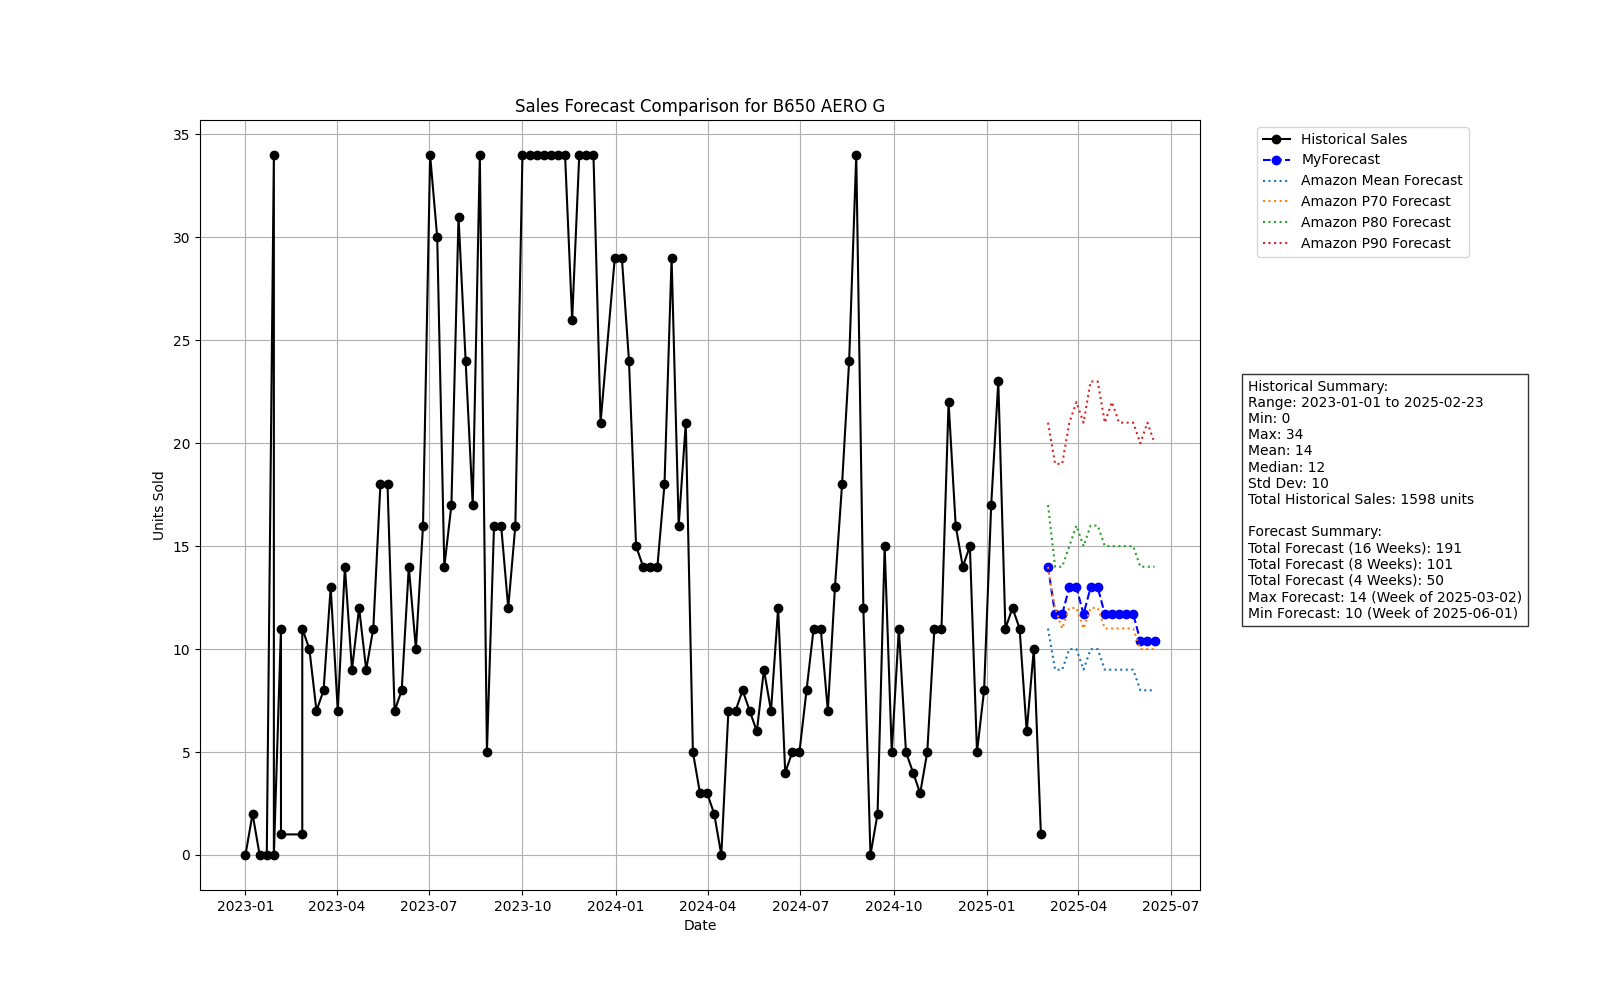 Sales Forecast Comparison for B650 AERO G
35
30
25
20
15
10
5
0
Units Sold
2023-01 2023-04 2023-07 2023-10 2024-01 2024-04 2024-07 2024-10 2025-01 2025-04 2025-07
Date
Historical Sales
MyForecast
Amazon Mean Forecast
Amazon P70 Forecast
Amazon P80 Forecast
Amazon P90 Forecast
Historical Summary:
Range: 2023-01-01 to 2025-02-23
Min: 0
Max: 34
Mean: 14
Median: 12
Std Dev: 10
Total Historical Sales: 1598 units
Forecast Summary:
Total Forecast (16 Weeks): 191
Total Forecast (8 Weeks): 101
Total Forecast (4 Weeks): 50
Max Forecast: 14 (Week of 2025-03-02)
Min Forecast: 10 (Week of 2025-06-01)